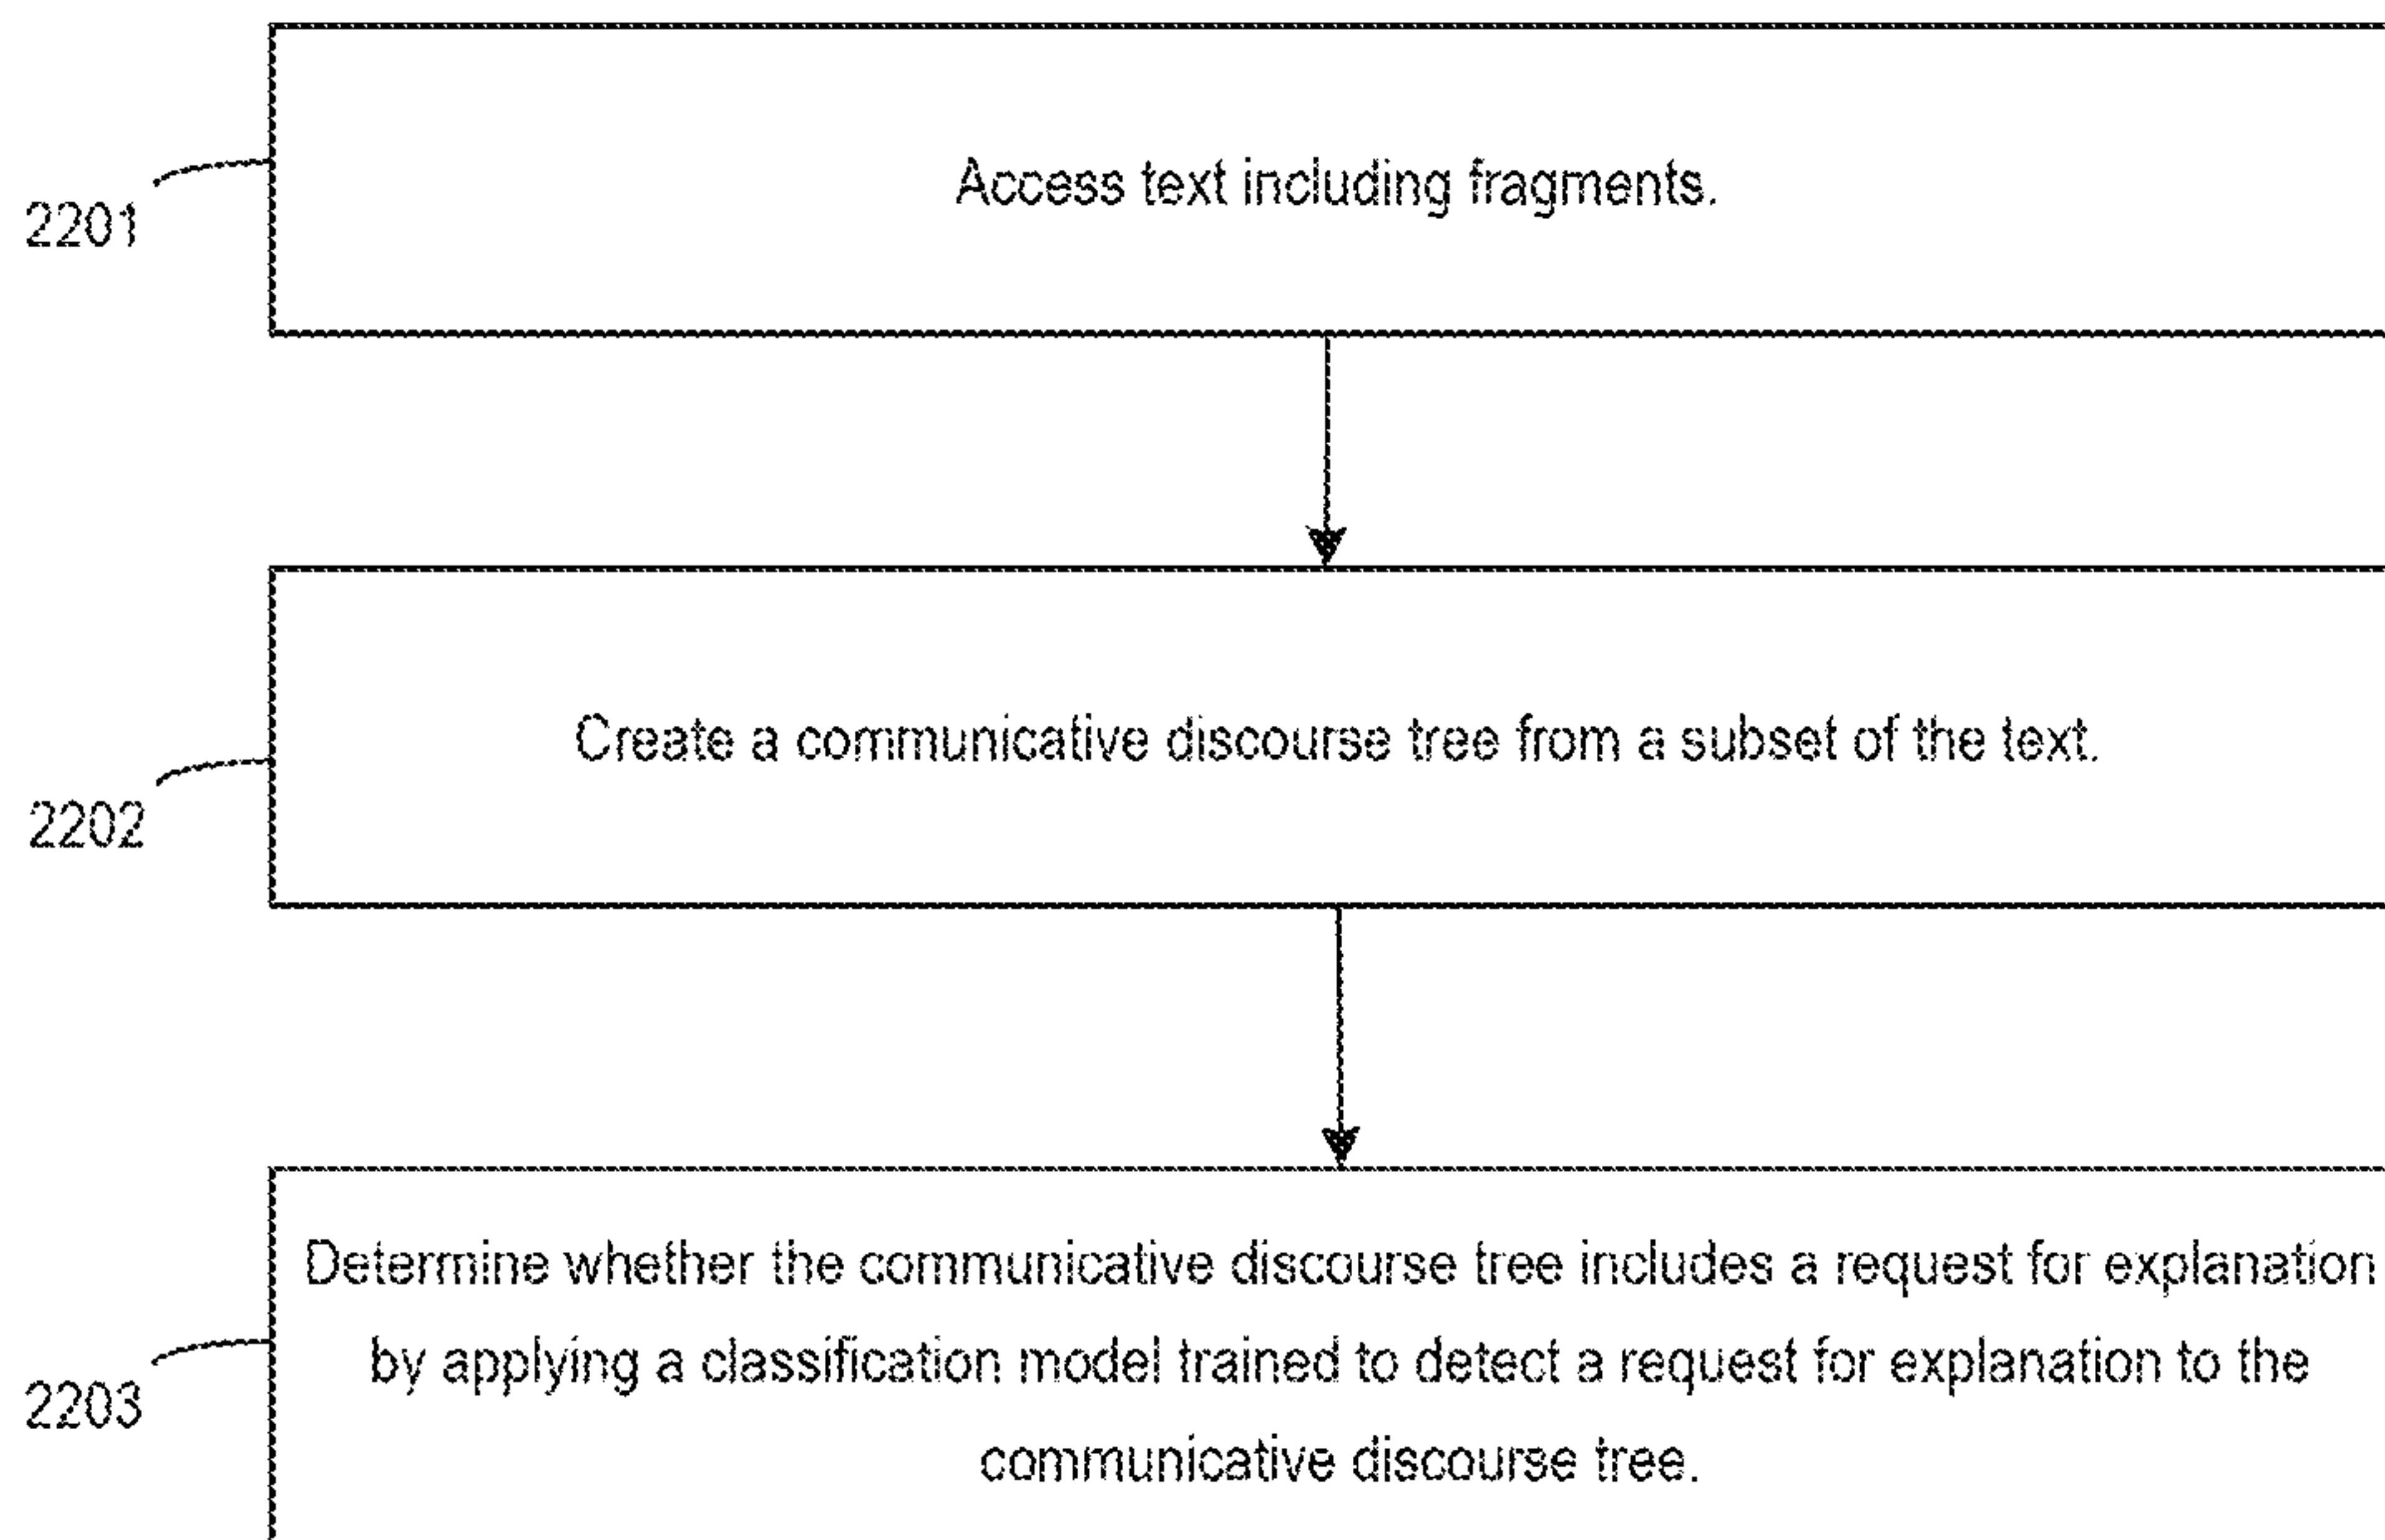 Access text including fragments.
2201
Create a communicative discourse tree from a subset of the text.
2202
Determine whether the communicative discourse tree includes a request for explanation
by applying a classification model trained to detect a request for explanation to the
2203
communicative discourse tree.